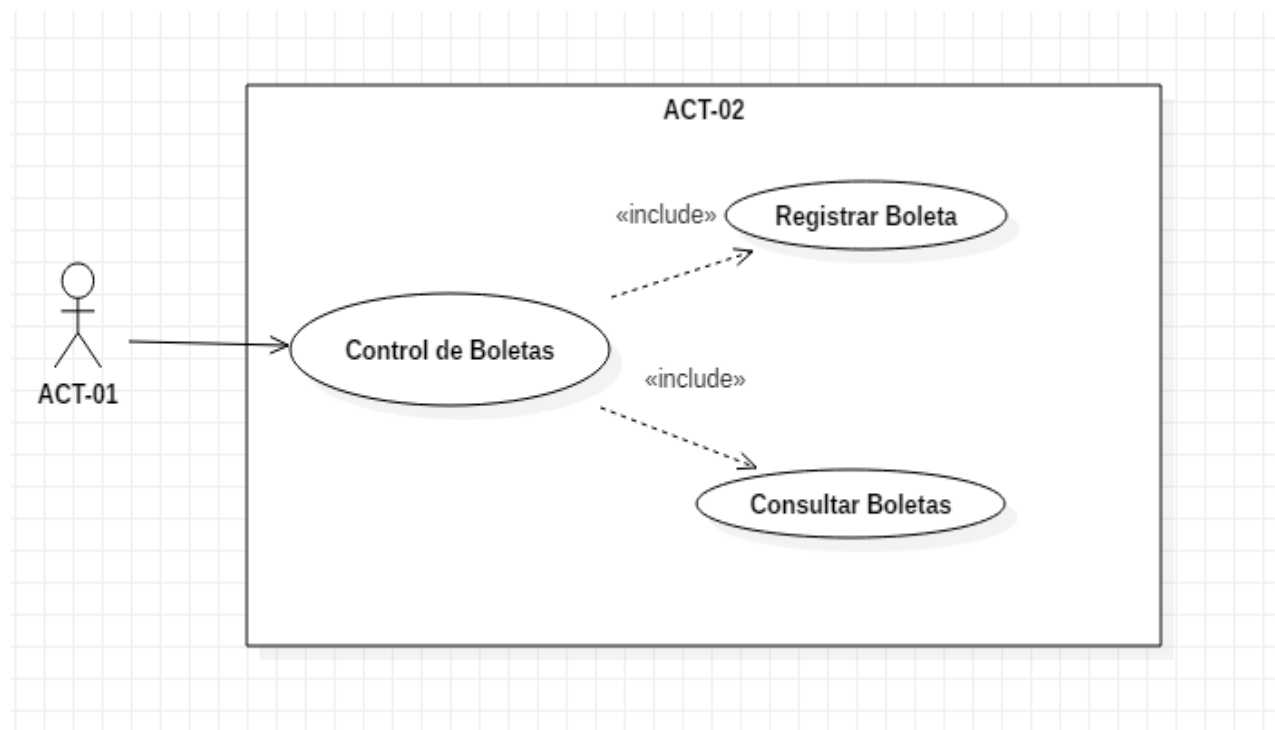 ACT-02
«include»
Registrar Boleta
Control de Boletas
«include»
ACT-01
Consultar Boletas